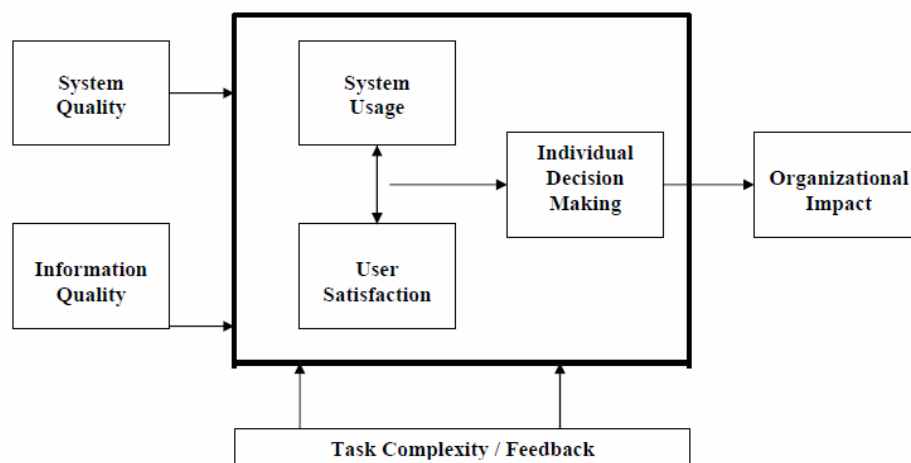 System
Quality
System
Usage
Individual
Decision
Making
Organizational
Impact
Information
Quality
User
Satisfaction
Task Complexity / Feedback